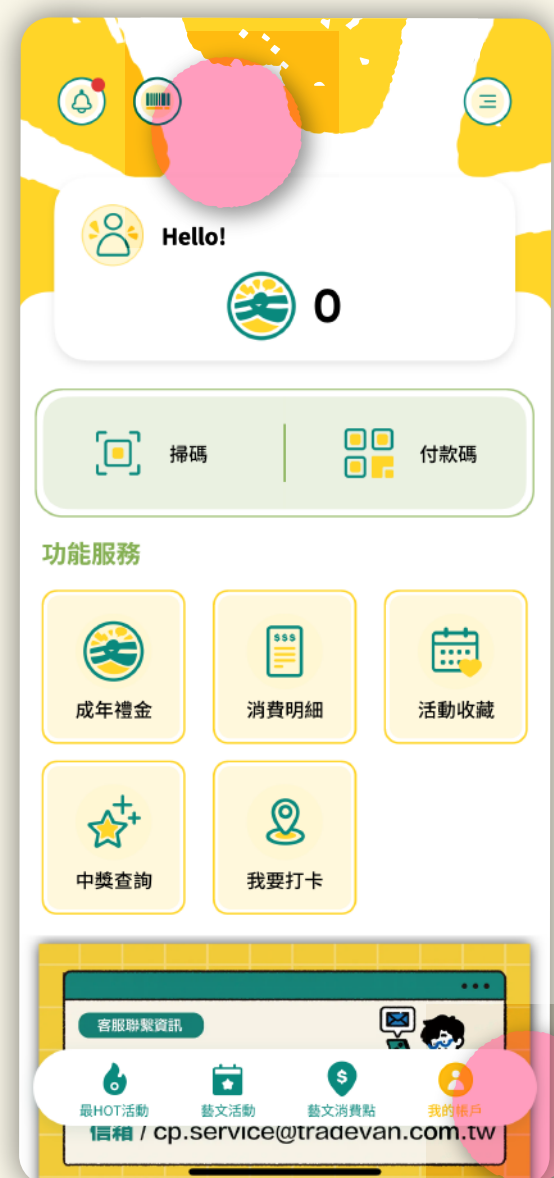 Hello!
0
掃碼
付款碼
功能服務
成年禮金
消費明細
活動收藏
中獎查詢
我要打卡
客服聯繫資訊
最HOT活動
藝文活動
藝文消費點
我的帳戶
信箱 / cp.service@tradevan.com.tw